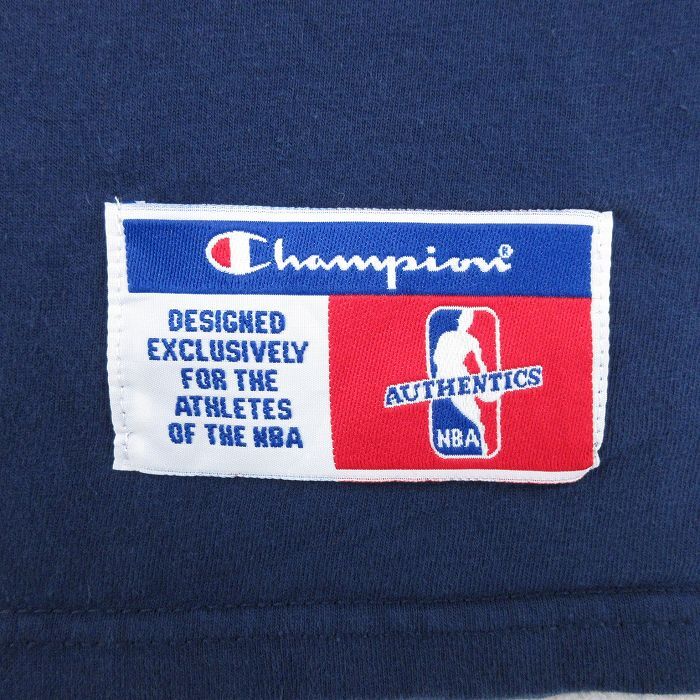 Champion®
DESIGNED
EXCLUSIVELY
FOR THE
ATHLETES
OF THE NBA
AUTHENTICS
NBA